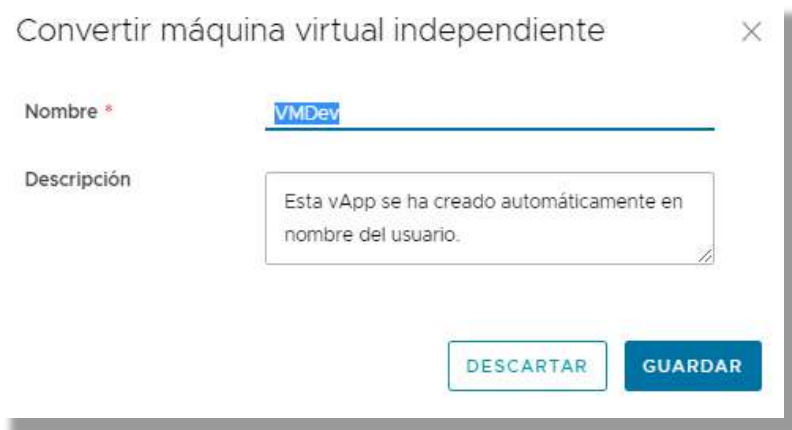 Convertir máquina virtual independiente
Nombre *
VMDev
Descripción
Esta vApp se ha creado automáticamente en
nombre del usuario.
DESCARTAR
GUARDAR